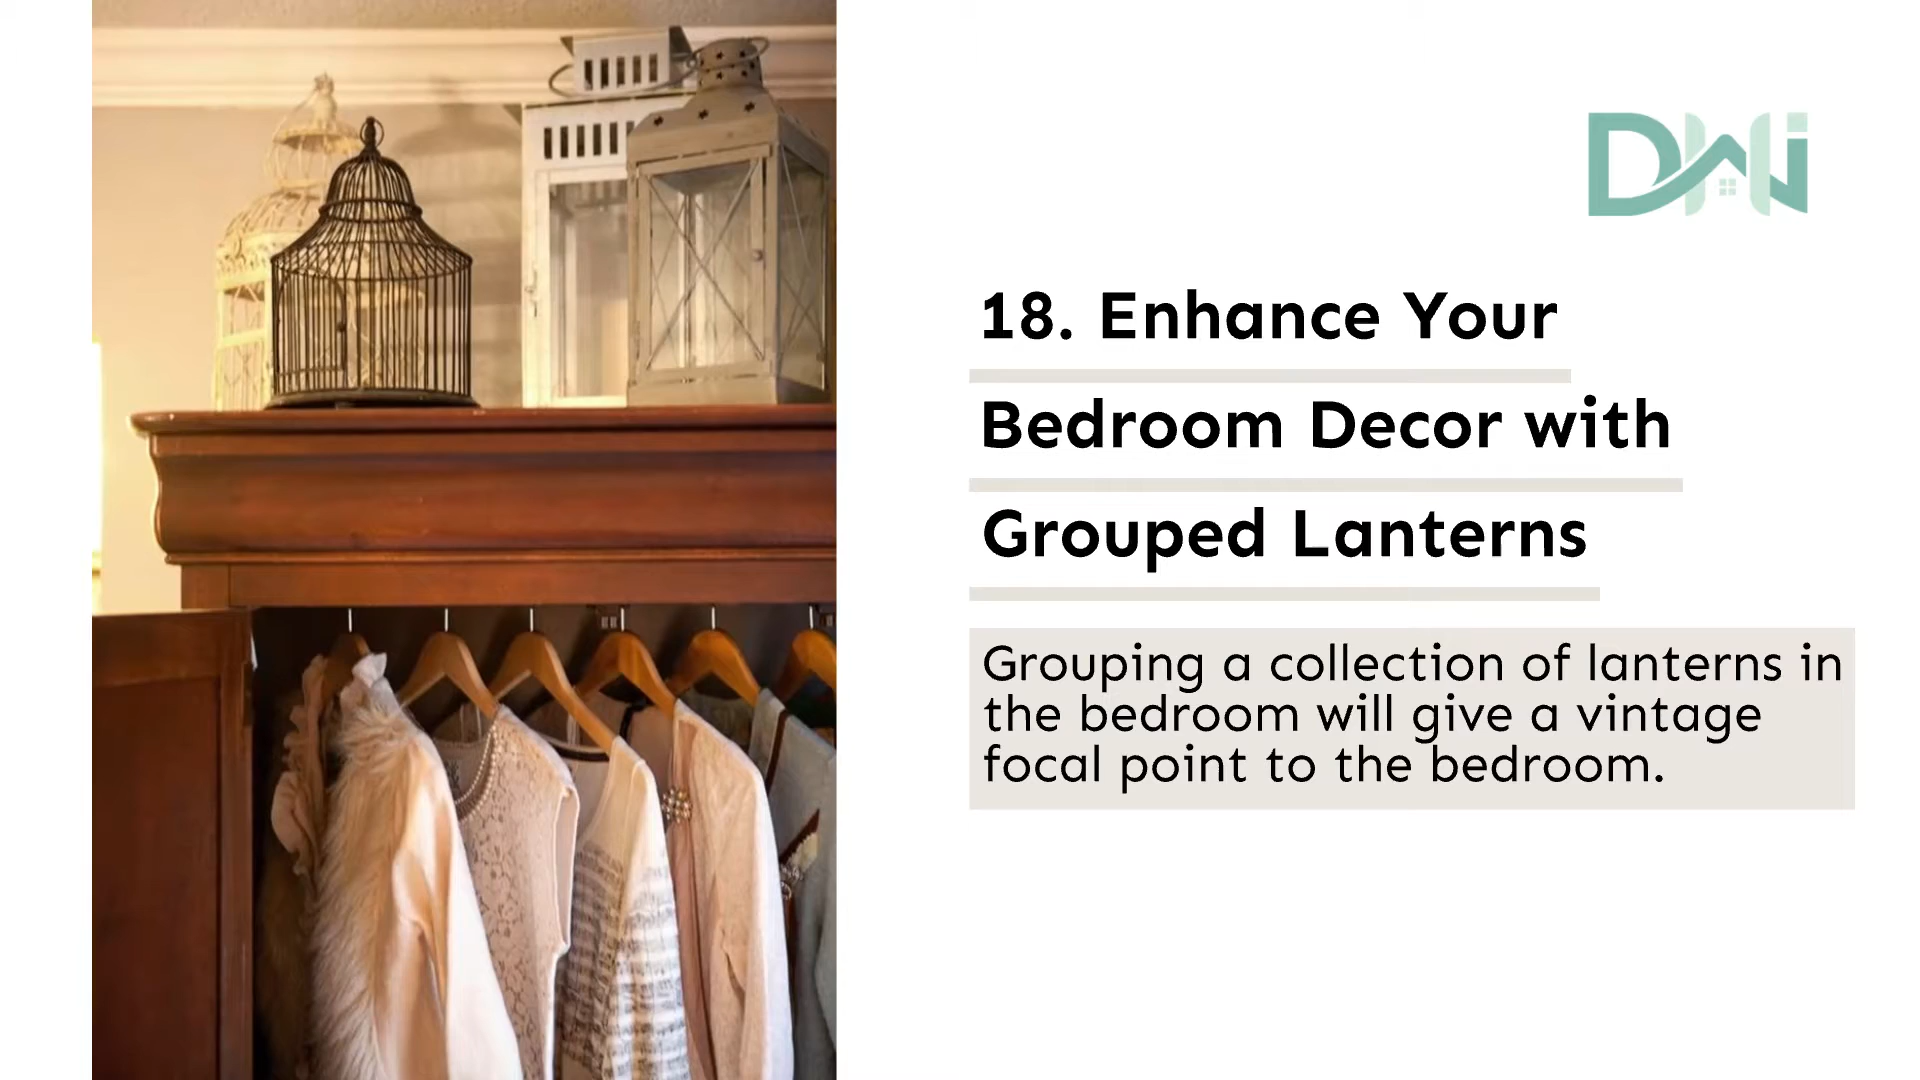 DHI
18. Enhance Your
Bedroom Decor with
Grouped Lanterns
Grouping a collection of lanterns in
the bedroom will give a vintage
focal point to the bedroom.